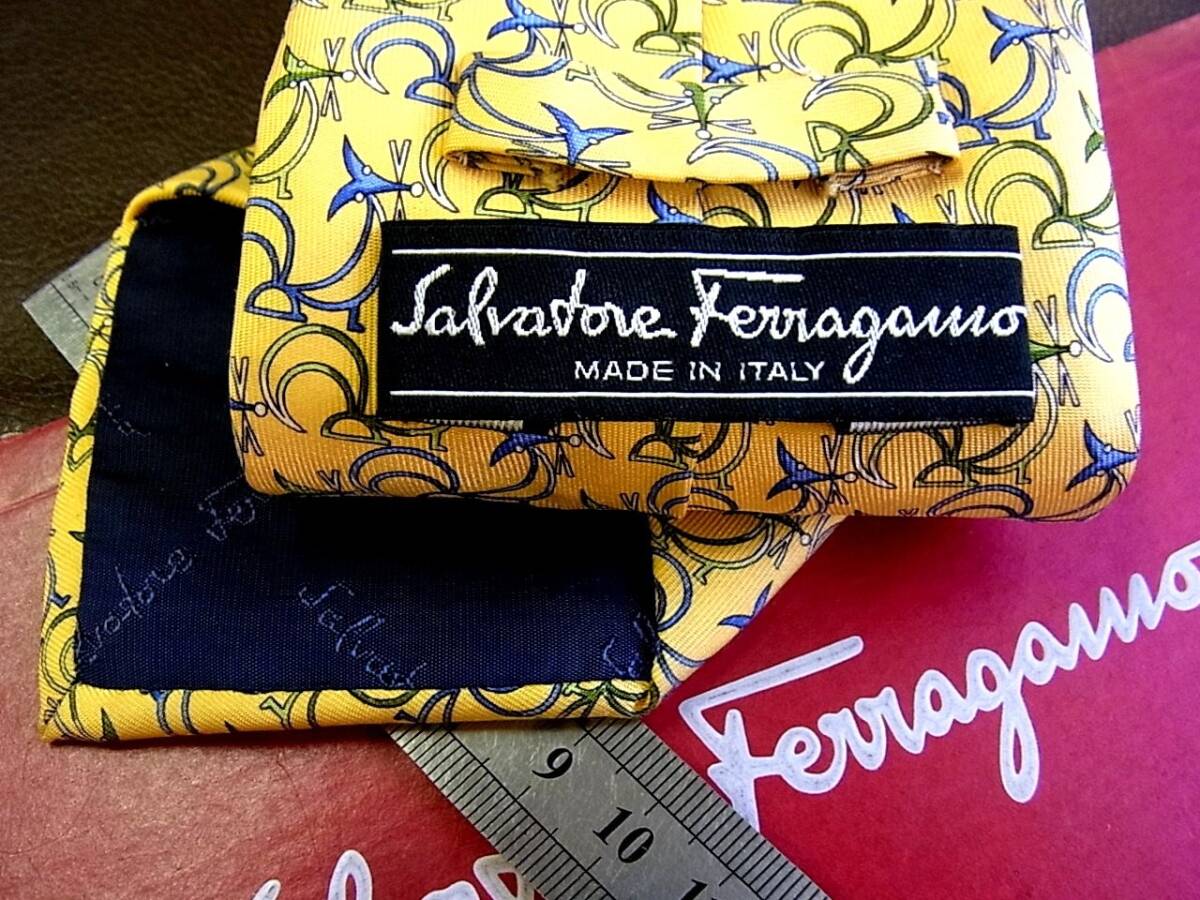 Salvatore Ferragamo
MADE IN ITALY
Ferragamo
9
10